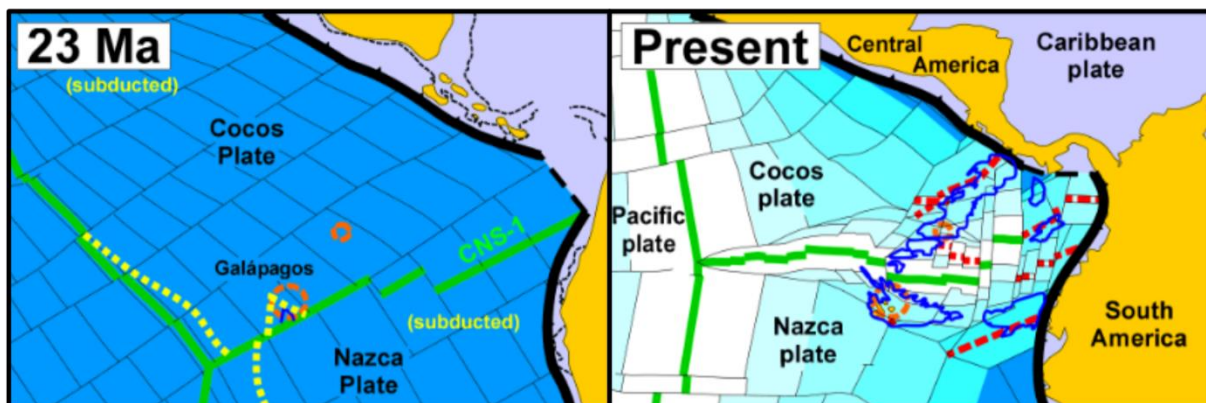 23 Ma
(subducted)
Cocos
Plate
CNS-1
Galápagos
(subducted)
Nazca
Plate
Present
Central
America
Caribbean
plate
Cocos
plate
Pacific
plate
Nazca
plate
South
America